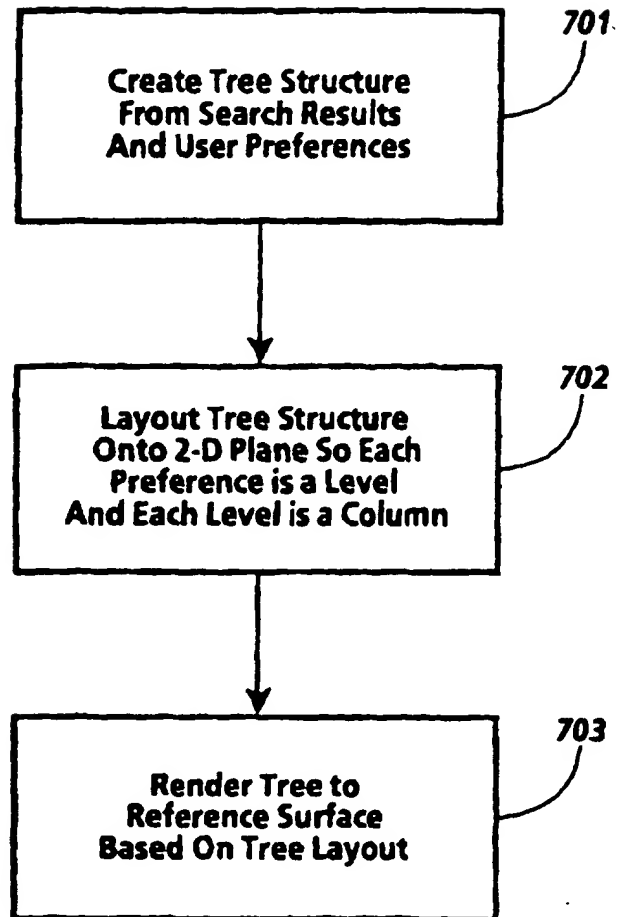 701
Create Tree Structure
From Search Results
And User Preferences
702
Layout Tree Structure
Onto 2-D Plane So Each
Preference is a Level
And Each Level is a Column
703
Render Tree to
Reference Surface
Based On Tree Layout